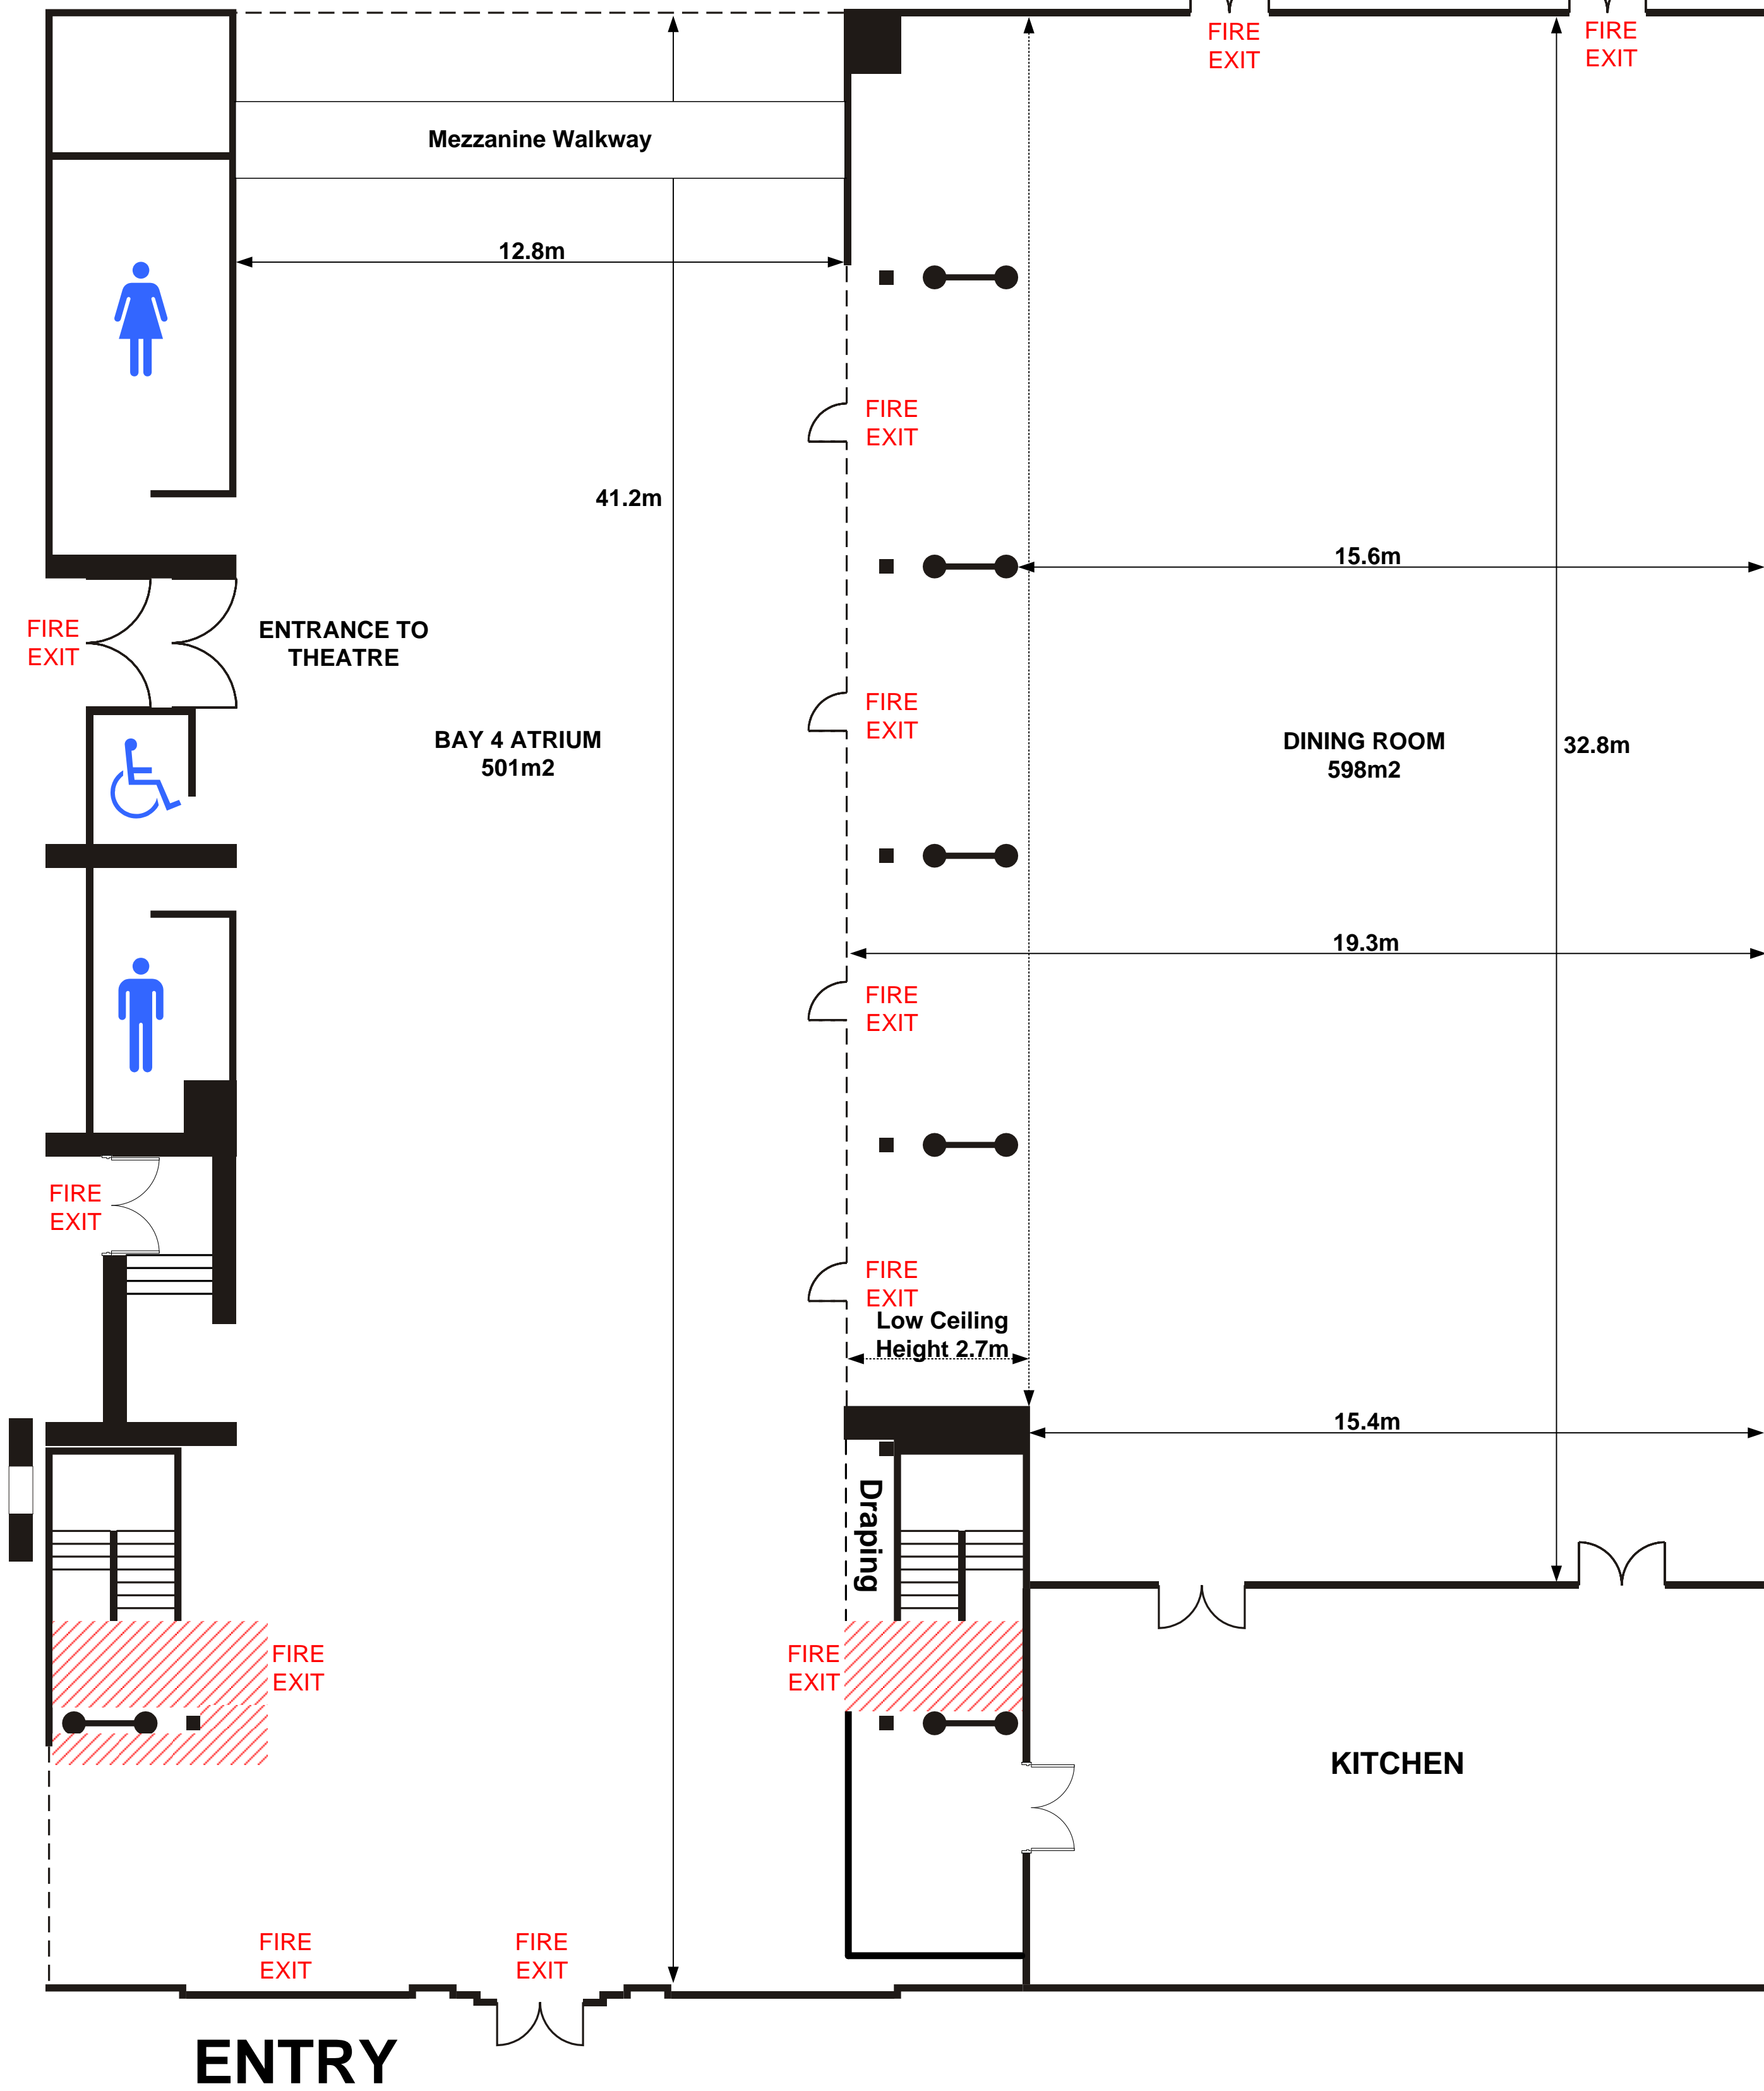 FIRE
EXIT
FIRE
EXIT
Mezzanine Walkway
12.8m
FIRE
EXIT
41.2m
15.6m
FIRE
EXIT
ENTRANCE TO
THEATRE
FIRE
EXIT
BAY 4 ATRIUM
501m2
DINING ROOM
598m2
32.8m
19.3m
FIRE
EXIT
FIRE
EXIT
FIRE
EXIT
Low Ceiling
Height 2.7m
15.4m
Draping
FIRE
EXIT
FIRE
EXIT
KITCHEN
FIRE
EXIT
FIRE
EXIT
ENTRY